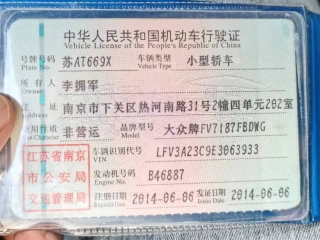 中华人民共和国机动车行驶证
Vehicle License of the People's Republic of China
号牌号码 Plate No. 苏AT669X 车辆类型 Vehicle Type 小型轿车
所有人 李拥军
址 南京市下关区热河南路31号2幢四单元202室
使用性质 非营运 品牌型号 Model 大众牌FV7187FBDWG
江苏省南京市公安局交通管理局
车辆识别代号 VIN LFV3A23C9E3063933
发动机号码 Engine No. B46887
注册日期 Register Date 2014-06-06 发证日期 Issue Date 2014-06-06